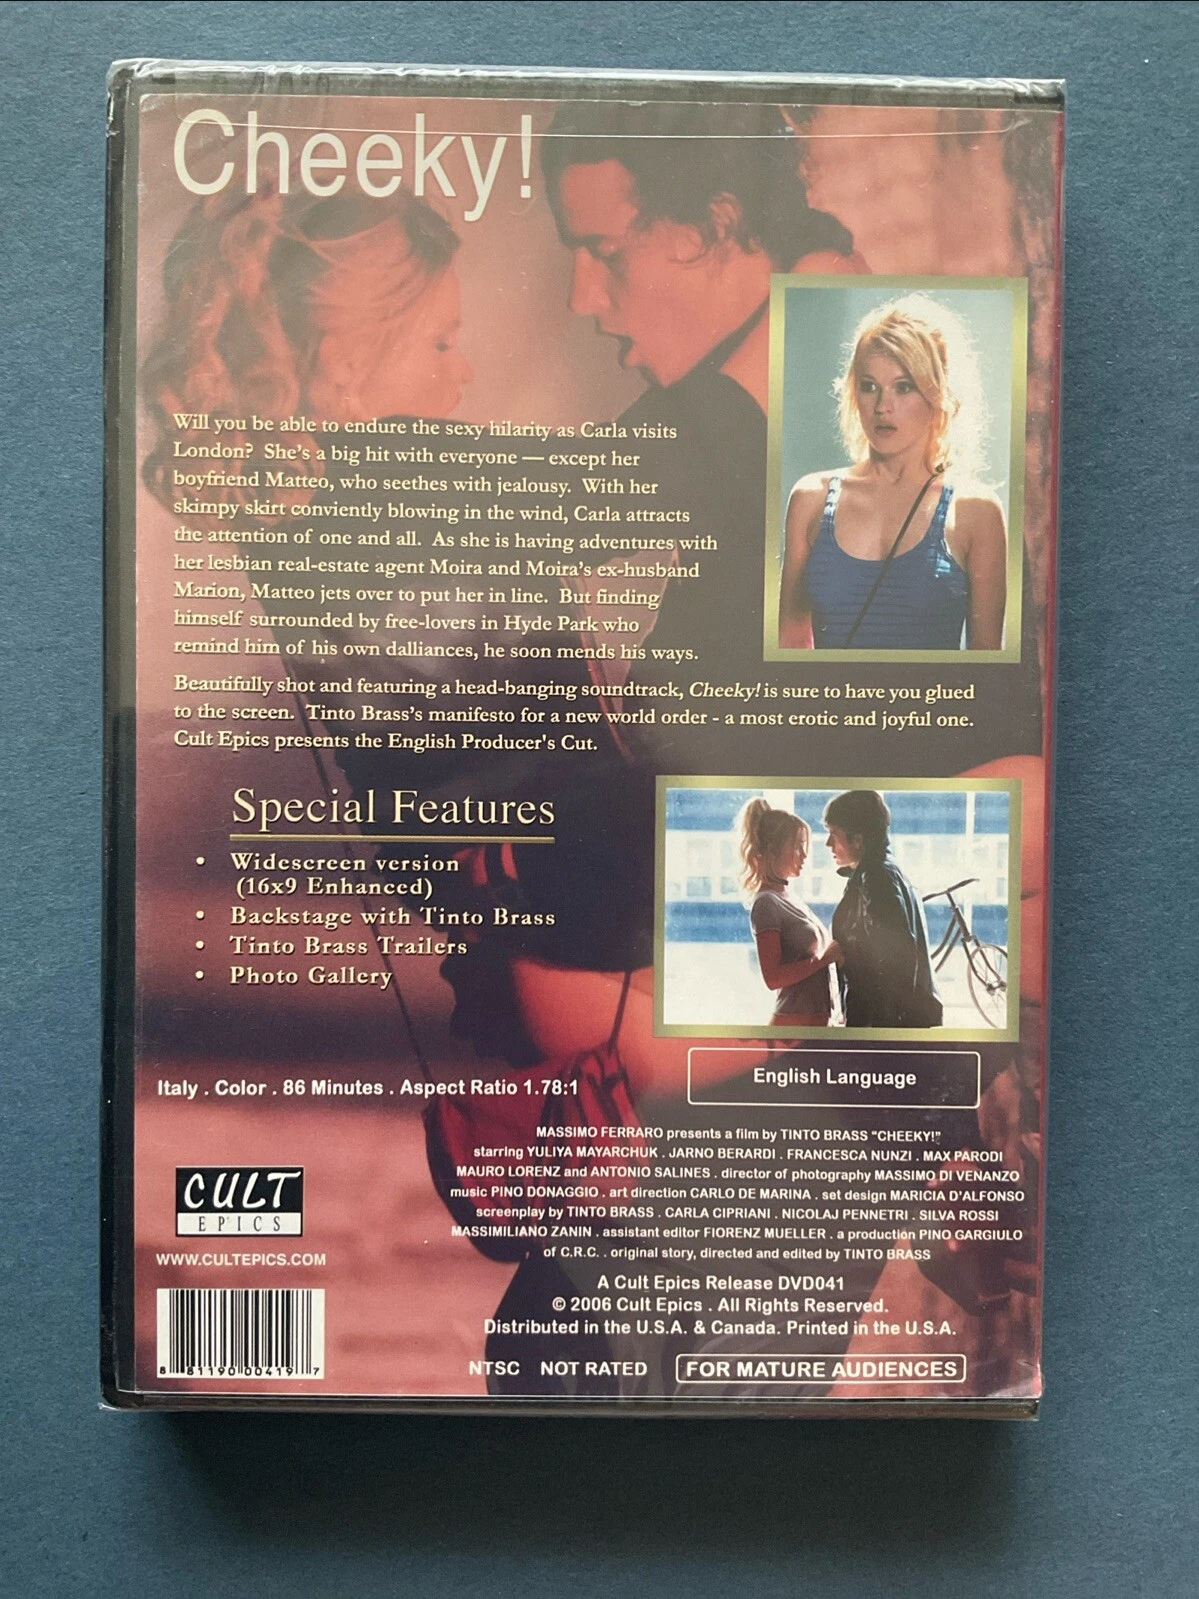 Cheeky!
Will you be able to endure the sexy hilarity as Carla visits
London? She's a big hit with everyone — except her
boyfriend Matteo, who seethes with jealousy. With her
skimpy skirt conviently blowing in the wind, Carla attracts
the attention of one and all. As she is having adventures with
her lesbian real-estate agent Moira and Moira's ex-husband
Marion, Matteo jets over to put her in line. But finding
himself surrounded by free-lovers in Hyde Park who
remind him of his own dalliances, he soon mends his ways.
Beautifully shot and featuring a head-banging soundtrack, Cheeky! is sure to have you glued
to the screen. Tinto Brass's manifesto for a new world order - a most erotic and joyful one.
Cult Epics presents the English Producer's Cut.
Special Features
• Widescreen version
(16x9 Enhanced)
• Backstage with Tinto Brass
• Tinto Brass Trailers
• Photo Gallery
English Language
Italy . Color . 86 Minutes . Aspect Ratio 1.78:1
MASSIMO FERRARO presents a film by TINTO BRASS "CHEEKY!"
starring YULIYA MAYARCHUK . JARNO BERARDI . FRANCESCA NUNZI . MAX PARODI
MAURO LORENZ and ANTONIO SALINES . director of photography MASSIMO DI VENANZO
music PINO DONAGGIO . art direction CARLO DE MARINA . set design MARICIA D'ALFONSO
screenplay by TINTO BRASS . CARLA CIPRIANI . NICOLAJ PENNETRI . SILVA ROSSI
MASSIMILIANO ZANIN . assistant editor FIORENZ MUELLER . a production PINO GARGIULO
of C.R.C. . original story, directed and edited by TINTO BRASS
CULT
EPICS
WWW.CULTEPICS.COM
A Cult Epics Release DVD041
© 2006 Cult Epics . All Rights Reserved.
Distributed in the U.S.A. & Canada. Printed in the U.S.A.
8 81190 00419 7
NTSC NOT RATED FOR MATURE AUDIENCES